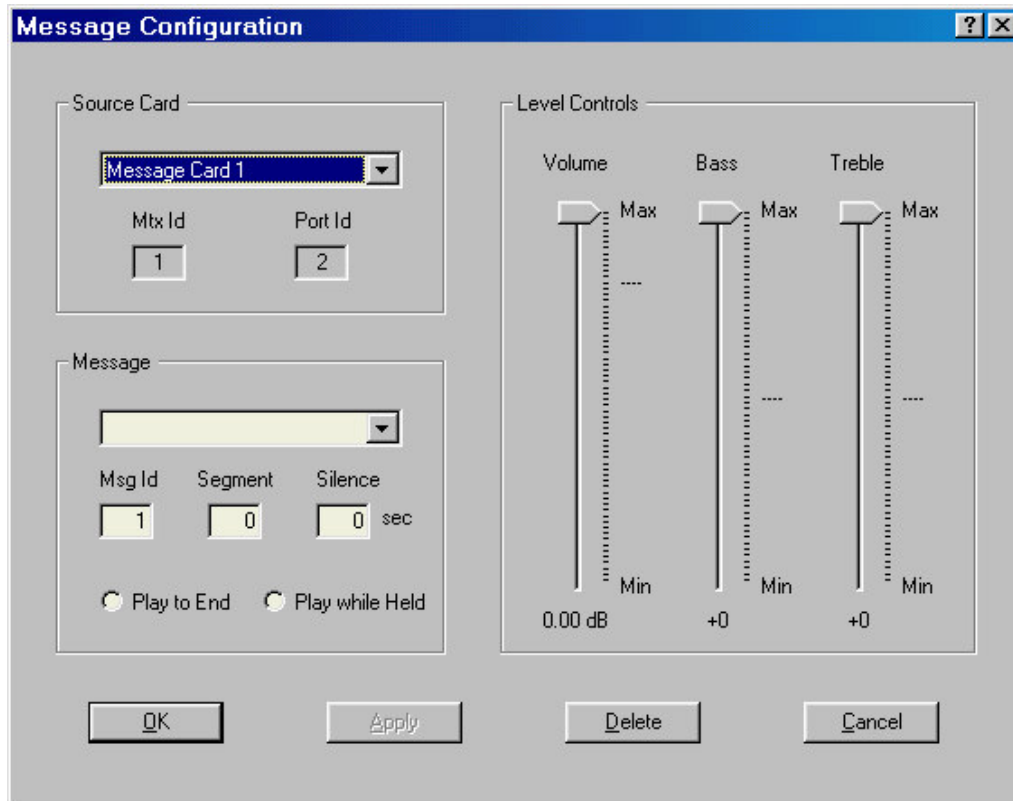 Message Configuration
Source Card
Message Card 1
Mtx Id Port Id
1 2
Message
Msg Id Segment Silence
1 0 0 sec
Play to End Play while Held
Level Controls
Volume Bass Treble
Max Max Max
Min Min Min
0.00 dB +0 +0
OK Apply Delete Cancel